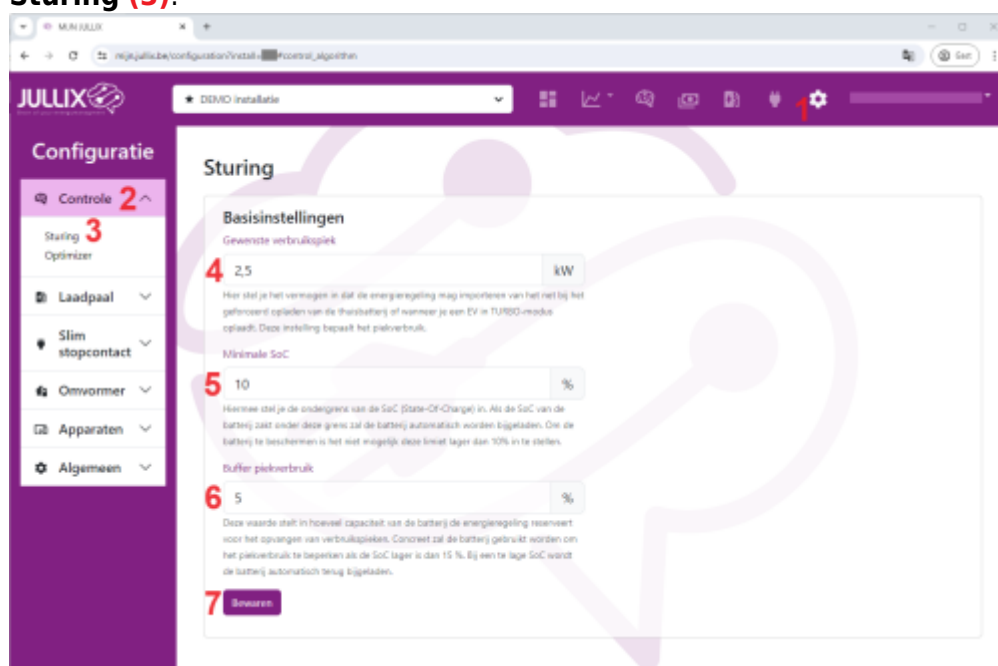 Sturing (3):
MIJN JULLIX
mijn.jullix.be/configuration?install=#control_algorithm
Gast
JULLIX
DEMO installatie
1
Configuratie
Controle 2
Sturing 3
Optimizer
Laadpaal
Slim
stopcontact
Omvormer
Apparaten
Algemeen
Sturing
Basisinstellingen
Gewenste verbruikspiek
4 2,5 kW
Hier stel je het vermogen in dat de energieregeling mag importeren van het net bij het
geforceerd opladen van de thuisbatterij of wanneer je een EV in TURBO-modus
oplaadt. Deze instelling bepaalt het piekverbruik.
Minimale SoC
5 10 %
Hiermee stel je de ondergrens van de SoC (State-Of-Charge) in. Als de SoC van de
batterij zakt onder deze grens zal de batterij automatisch worden bijgeladen. Om de
batterij te beschermen is het niet mogelijk deze limiet lager dan 10% in te stellen.
Buffer piekverbruik
6 5 %
Deze waarde stelt in hoeveel capaciteit van de batterij de energieregeling reserveert
voor het opvangen van verbruikspieken. Concreet zal de batterij gebruikt worden om
het piekverbruik te beperken als de SoC lager is dan 15 %. Bij een te lage SoC wordt
de batterij automatisch terug bijgeladen.
7 Bewaren